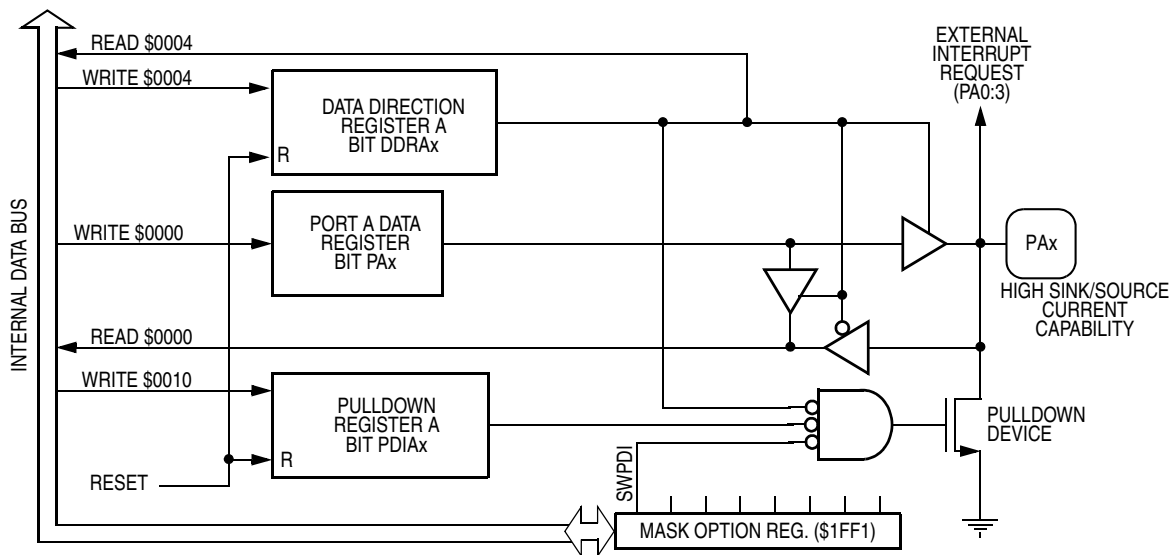 READ $0004
WRITE $0004
DATA DIRECTION
REGISTER A
BIT DDRAx
R
EXTERNAL
INTERRUPT
REQUEST
(PA0:3)
INTERNAL DATA BUS
WRITE $0000
PORT A DATA
REGISTER
BIT PAx
PAx
HIGH SINK/SOURCE
CURRENT
CAPABILITY
READ $0000
WRITE $0010
PULLDOWN
REGISTER A
BIT PDIAx
R
RESET
SWPDI
PULLDOWN
DEVICE
MASK OPTION REG. ($1FF1)